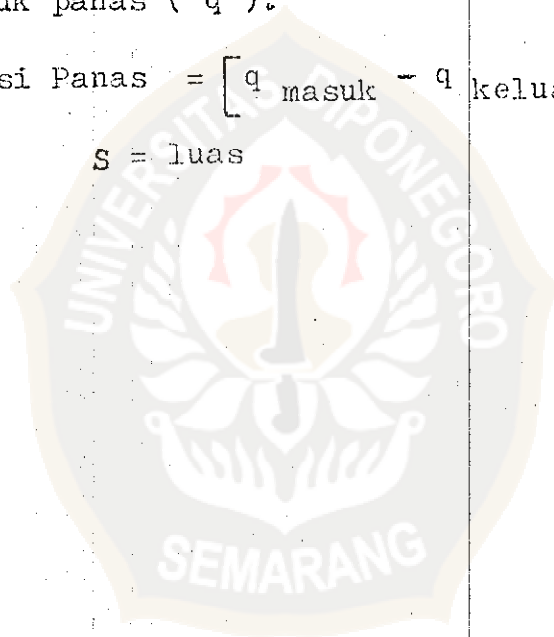 uk panas ( q ).
si Panas = [ q masuk - q kelua
S = luas
UNIVERSITAS DIPONEGORO
SEMARANG